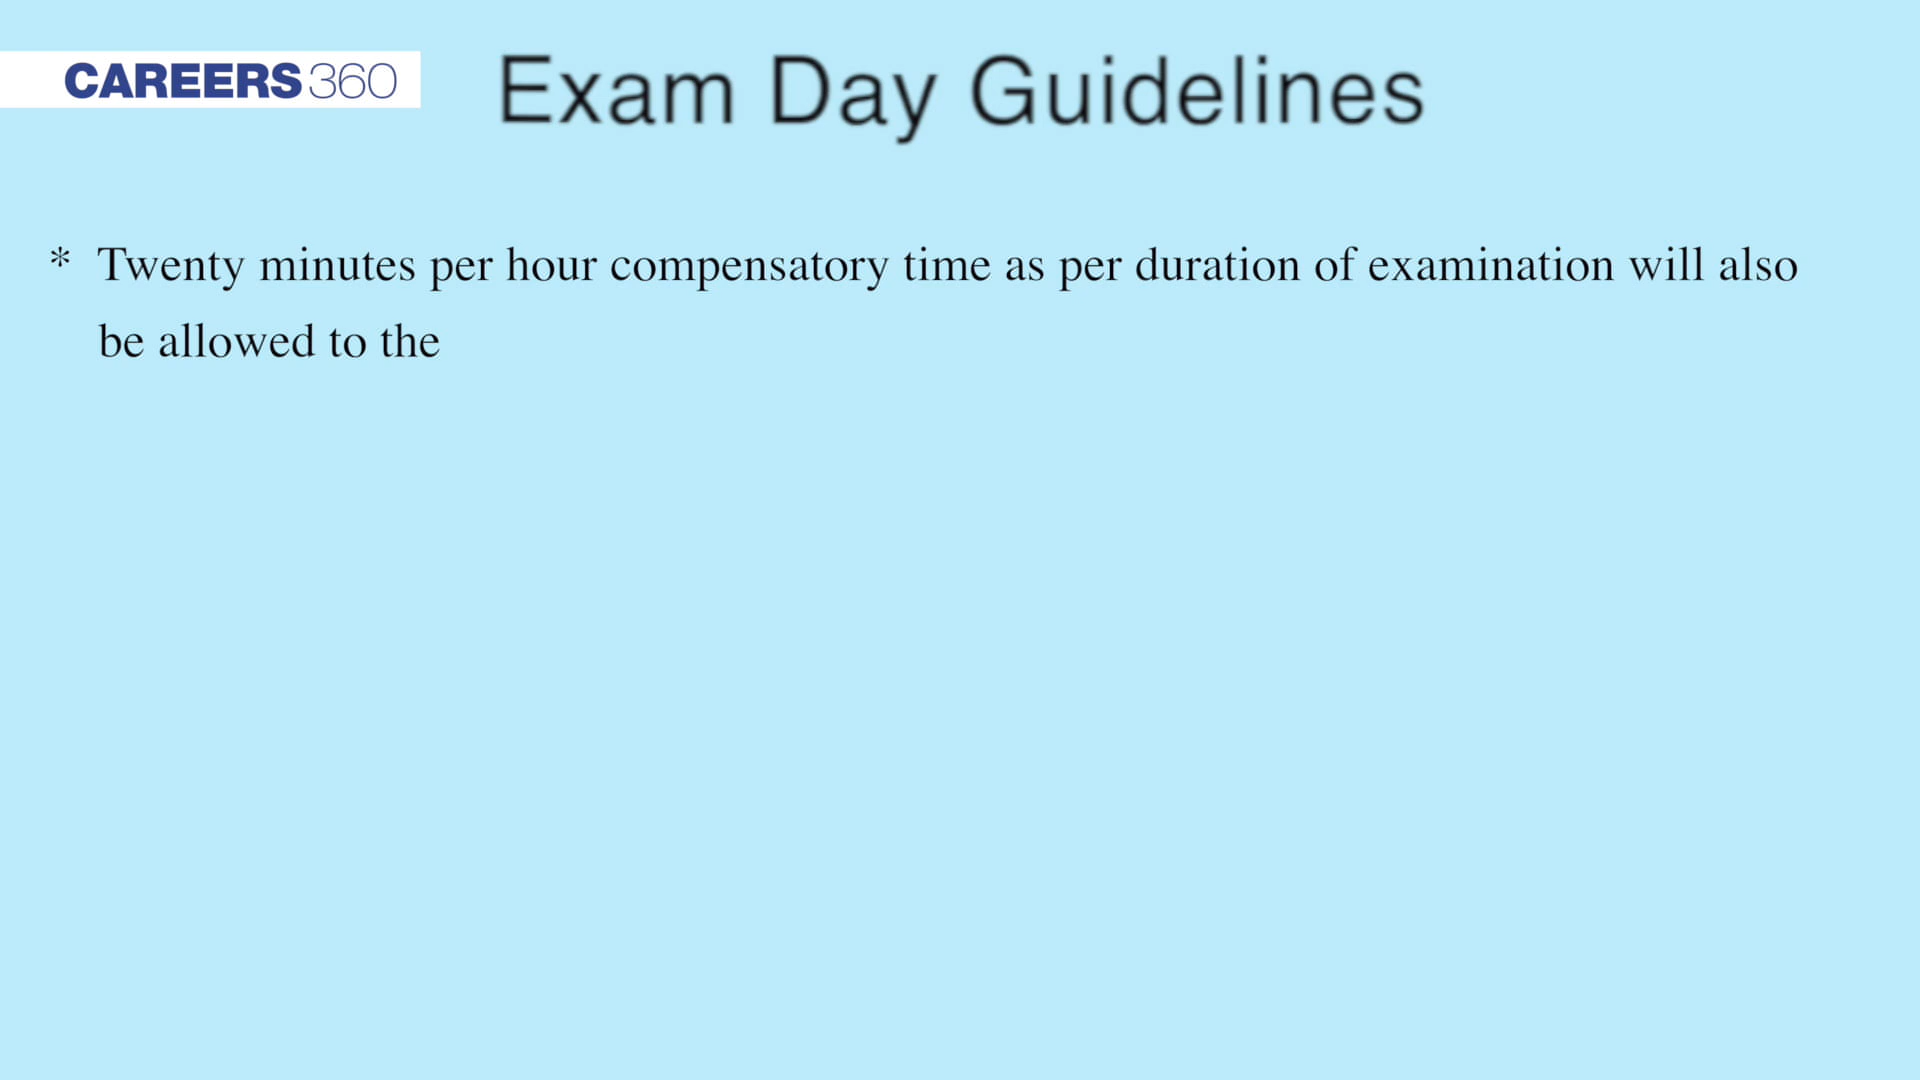 CAREERS360
Exam Day Guidelines
* Twenty minutes per hour compensatory time as per duration of examination will also
be allowed to the